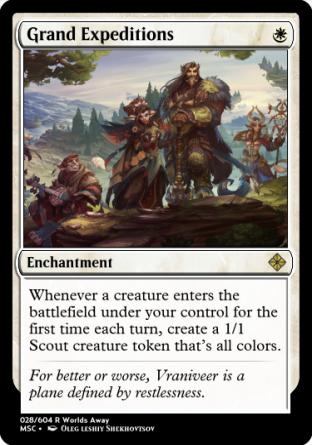 Grand Expeditions
Enchantment
Whenever a creature enters the
battlefield under your control for the
first time each turn, create a 1/1
Scout creature token that's all colors.
For better or worse, Vraniveer is a
plane defined by restlessness.
028/604 R Worlds Away
MSC • Oleg leshiy Shekhovtsov